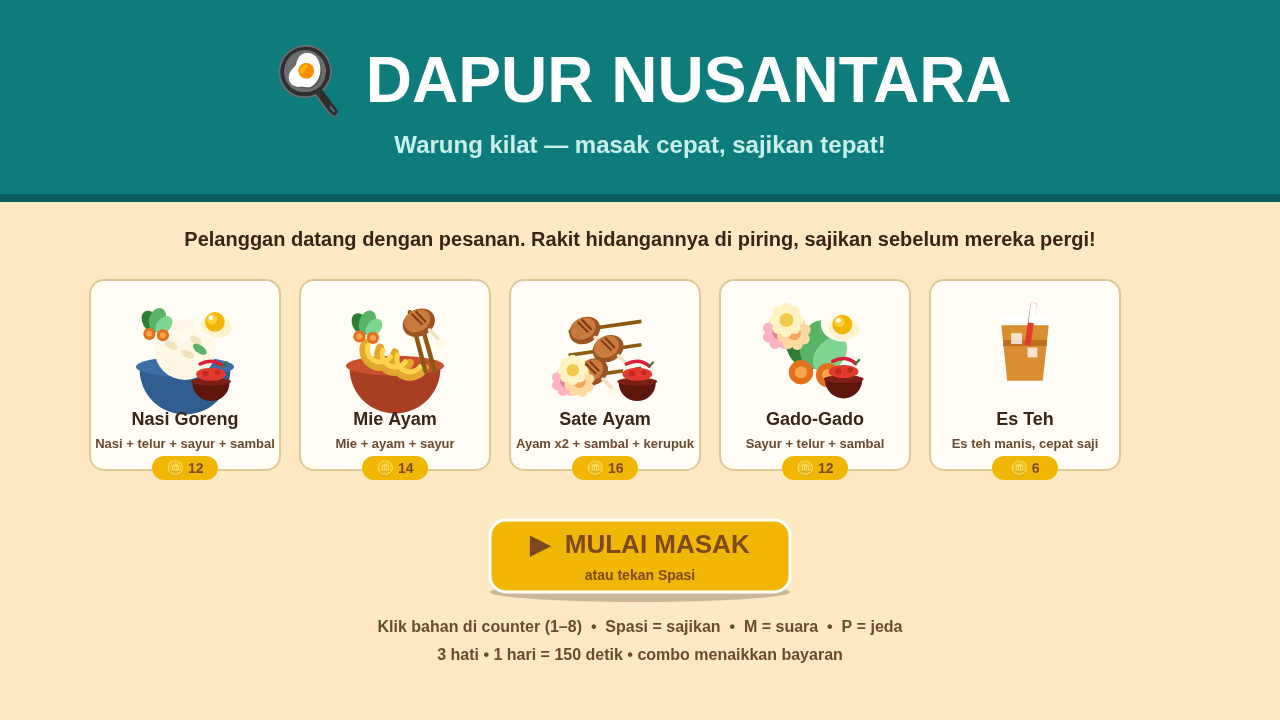 DAPUR NUSANTARA
Warung kilat — masak cepat, sajikan tepat!
Pelanggan datang dengan pesanan. Rakit hidangannya di piring, sajikan sebelum mereka pergi!
Nasi Goreng
Nasi + telur + sayur + sambal
12
Mie Ayam
Mie + ayam + sayur
14
Sate Ayam
Ayam x2 + sambal + kerupuk
16
Gado-Gado
Sayur + telur + sambal
12
Es Teh
Es teh manis, cepat saji
6
▶ MULAI MASAK
atau tekan Spasi
Klik bahan di counter (1–8) • Spasi = sajikan • M = suara • P = jeda
3 hati • 1 hari = 150 detik • combo menaikkan bayaran